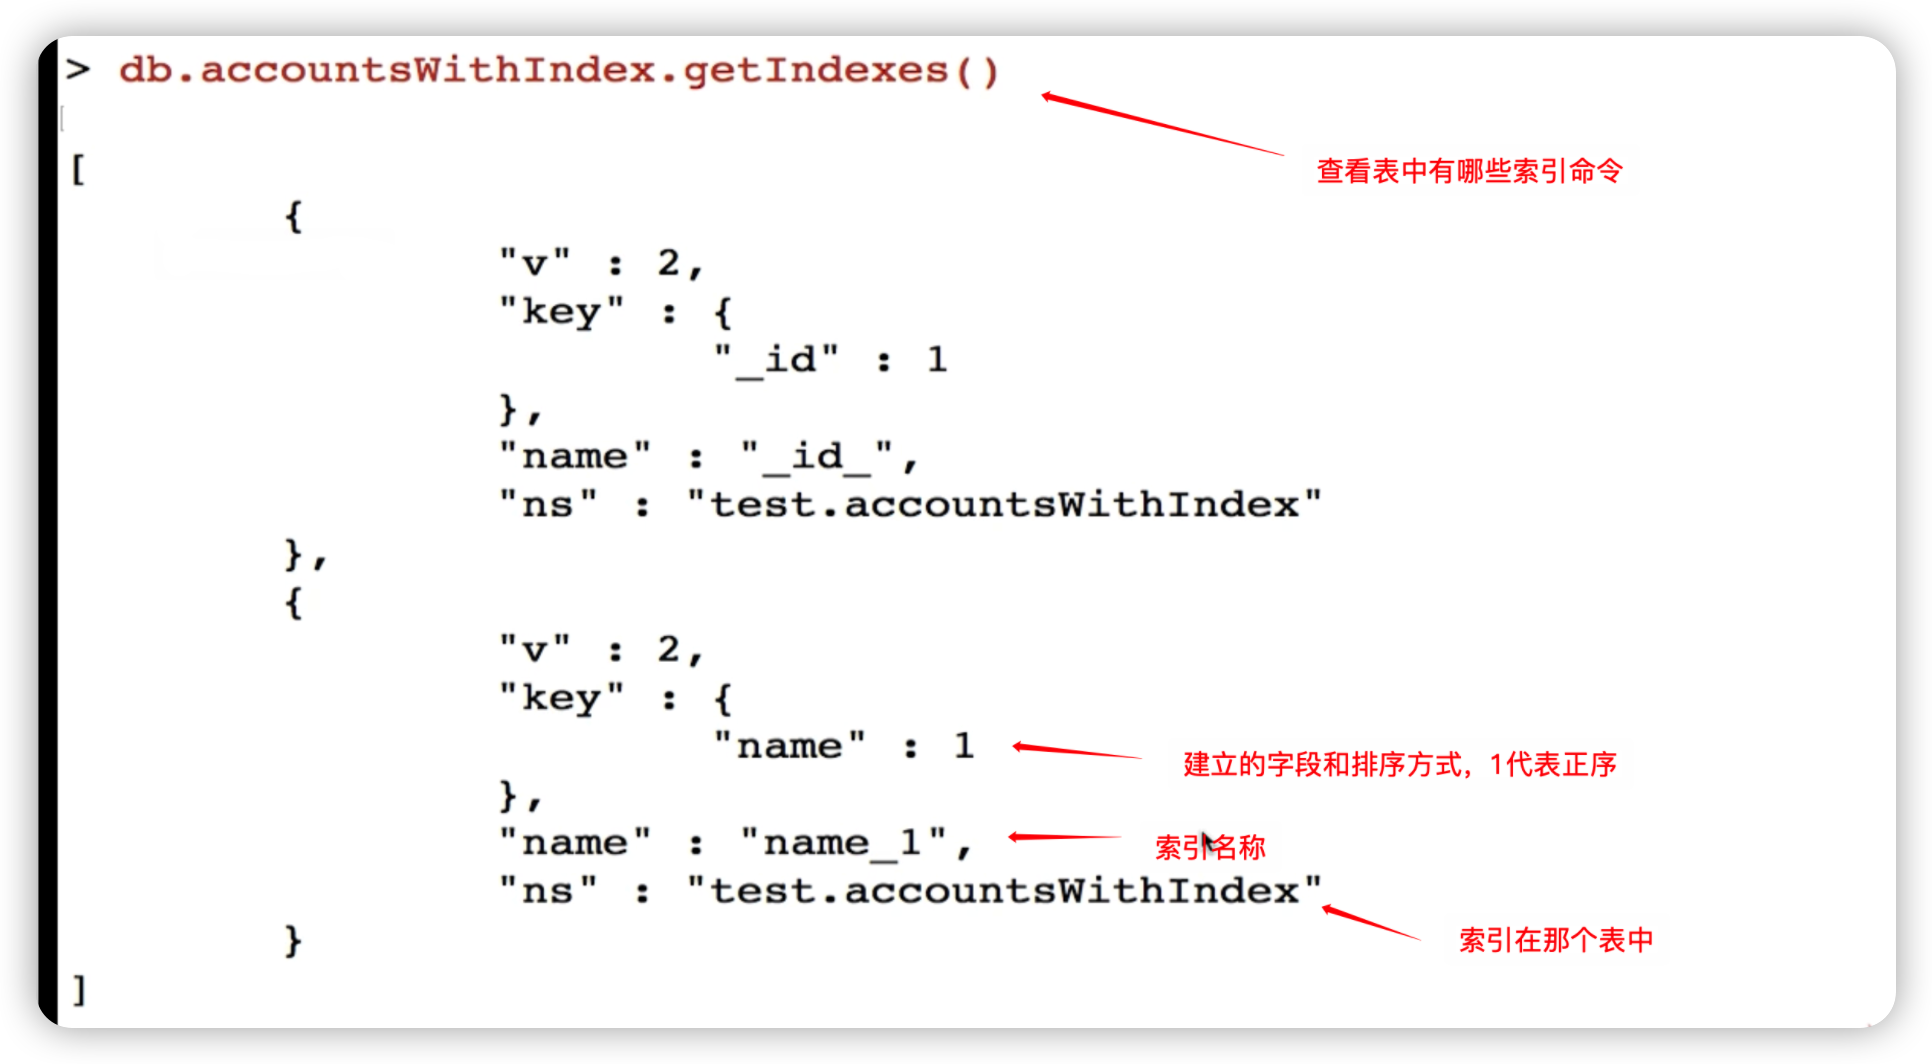 > db.accountsWithIndex.getIndexes()
查看表中有哪些索引命令
[
{
"v" : 2,
"key" : {
"_id" : 1
},
"name" : "_id_",
"ns" : "test.accountsWithIndex"
},
{
"v" : 2,
"key" : {
"name" : 1
建立的字段和排序方式，1代表正序
},
"name" : "name_1",
索引名称
"ns" : "test.accountsWithIndex"
索引在那个表中
}
]